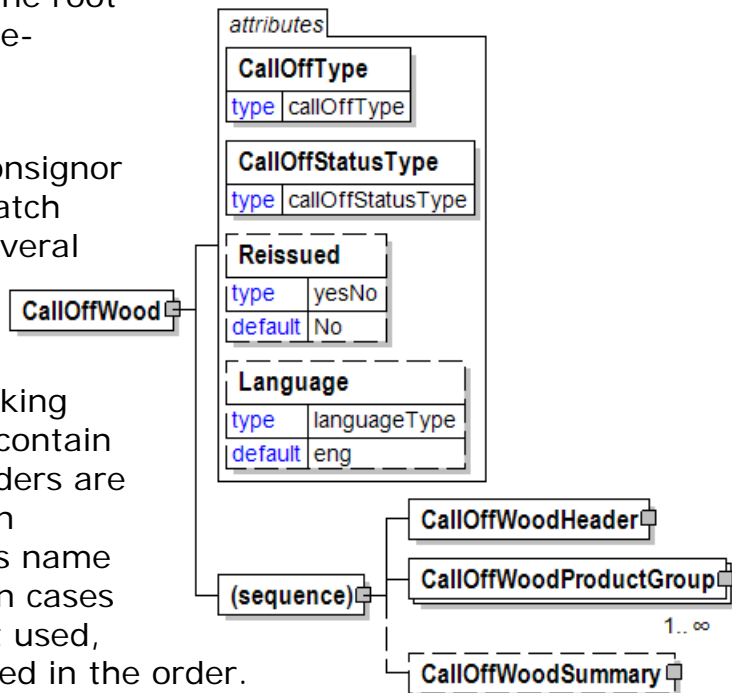 root
e-
onsignor
atch
veral
king
contain
ders are
n
s name
n cases
t used,
ed in the order.
CallOffWood
attributes
CallOffType
type callOffType
CallOffStatusType
type callOffStatusType
Reissued
type yesNo
default No
Language
type languageType
default eng
(sequence)
CallOffWoodHeader
CallOffWoodProductGroup
1..∞
CallOffWoodSummary